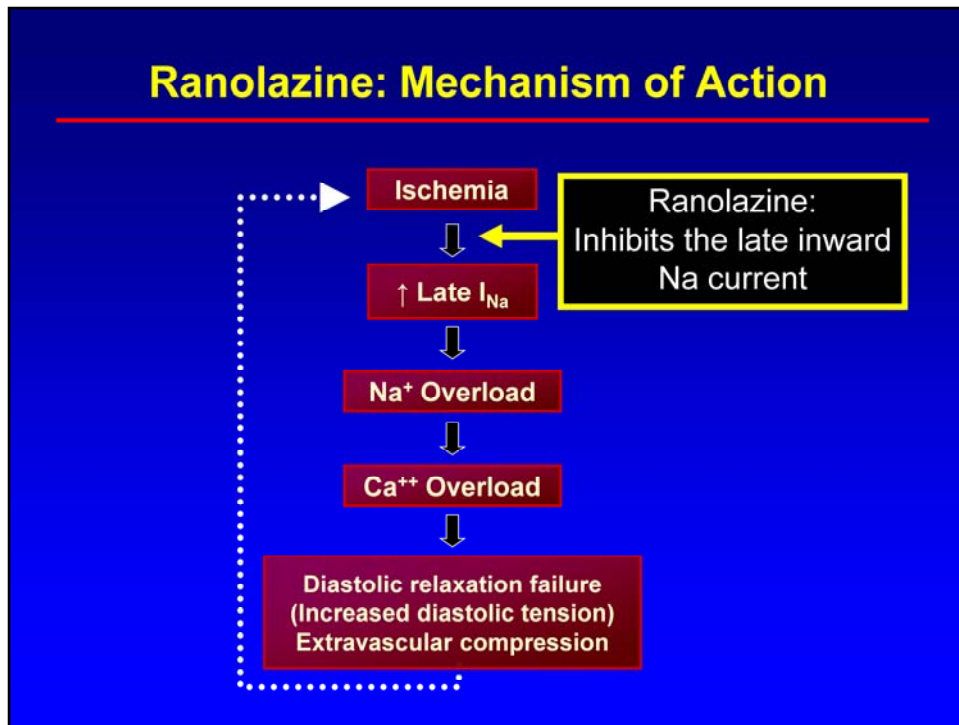 Ranolazine: Mechanism of Action
Ischemia
Ranolazine:
Inhibits the late inward
Na current
↑ Late I_Na
Na⁺ Overload
Ca⁺⁺ Overload
Diastolic relaxation failure
(Increased diastolic tension)
Extravascular compression